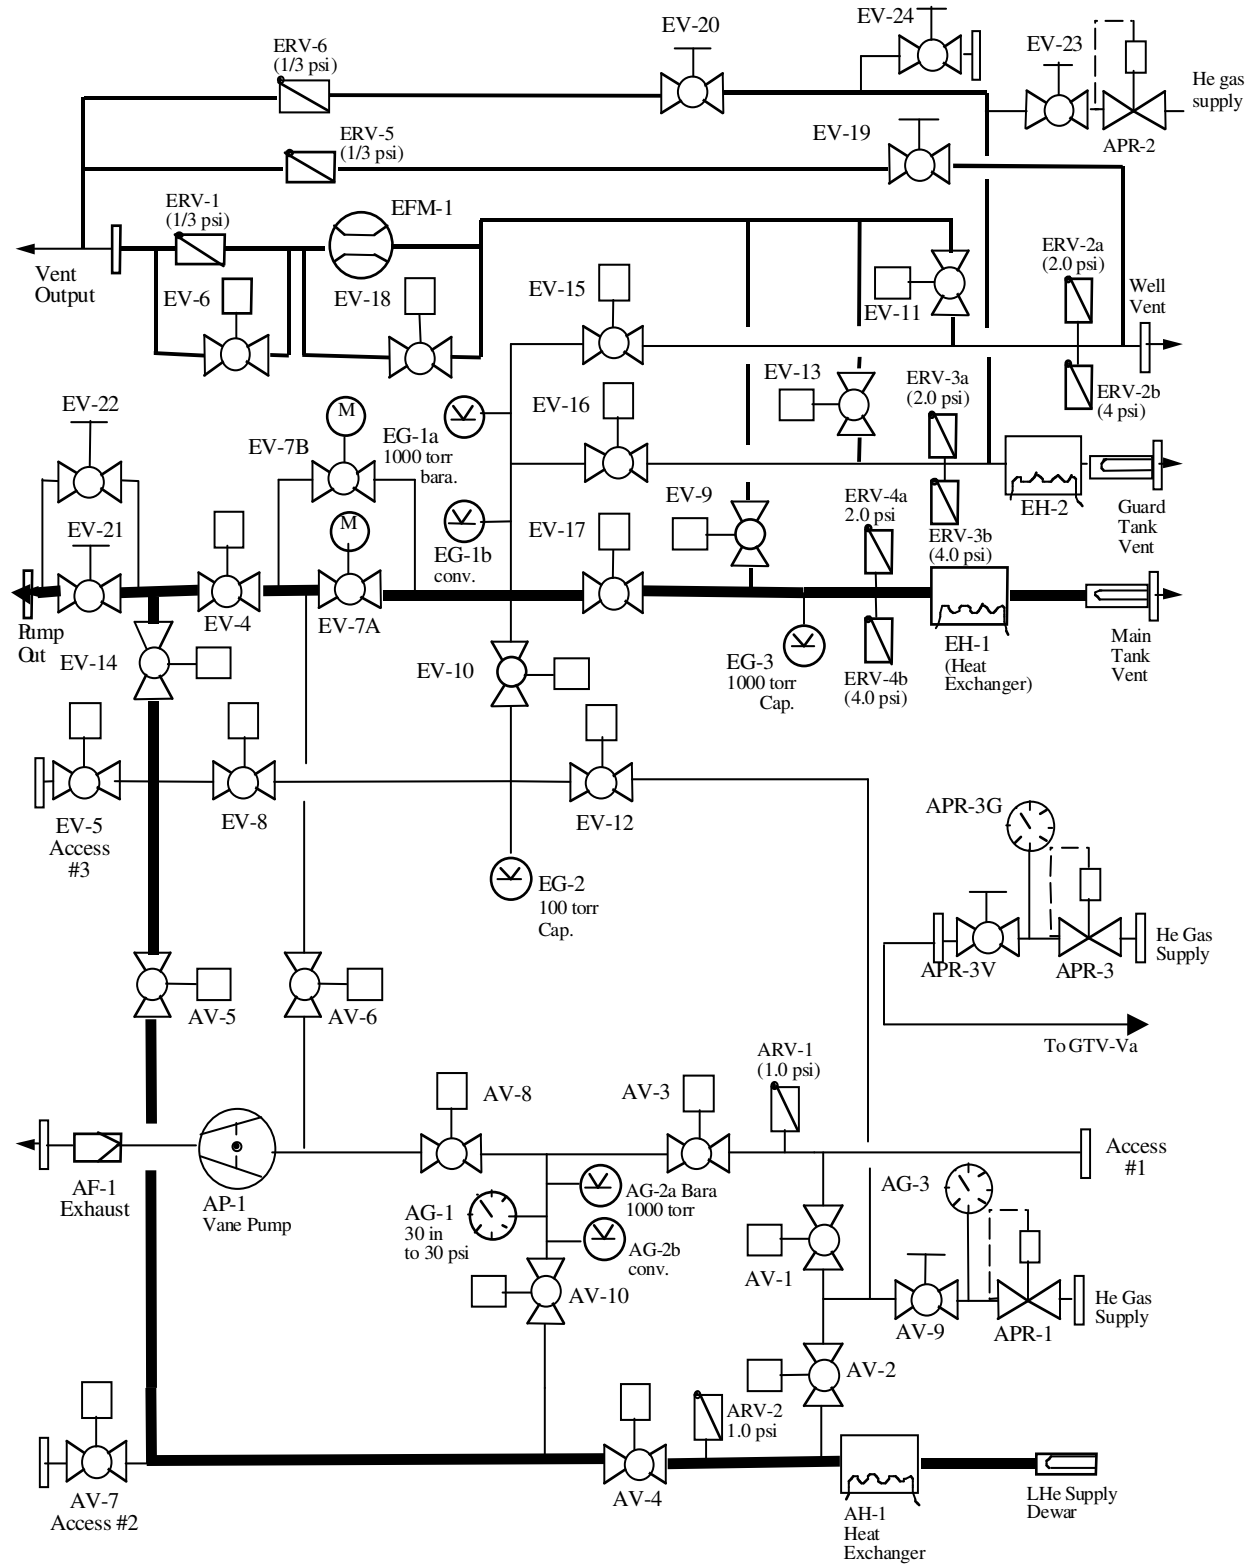 ERV-6
(1/3 psi)
EV-20
EV-24
EV-23
He gas
supply
APR-2
ERV-5
(1/3 psi)
EV-19
ERV-1
(1/3 psi)
EFM-1
Vent
Output
EV-6
EV-18
EV-15
EV-11
ERV-2a
(2.0 psi)
Well
Vent
EV-13
ERV-3a
(2.0 psi)
ERV-2b
(4 psi)
EV-22
M
EV-7B
EG-1a
1000 torr
bara.
EV-16
EV-21
M
EG-1b
conv.
EV-17
EV-9
ERV-4a
2.0 psi
ERV-3b
(4.0 psi)
EH-2
Guard
Tank
Vent
Pump
Out
EV-4
EV-7A
EV-14
EV-10
EG-3
1000 torr
Cap.
ERV-4b
(4.0 psi)
EH-1
(Heat
Exchanger)
Main
Tank
Vent
EV-5
Access
#3
EV-8
EV-12
EG-2
100 torr
Cap.
APR-3G
APR-3V
APR-3
He Gas
Supply
To GTV-Va
AV-5
AV-6
AV-8
AV-3
ARV-1
(1.0 psi)
Access
#1
AF-1
Exhaust
AP-1
Vane Pump
AG-1
30 in
to 30 psi
AG-2a Bara
1000 torr
AG-2b
conv.
AG-3
AV-1
AV-10
AV-9
APR-1
He Gas
Supply
AV-2
ARV-2
1.0 psi
AV-7
Access #2
AV-4
AH-1
Heat
Exchanger
LHe Supply
Dewar